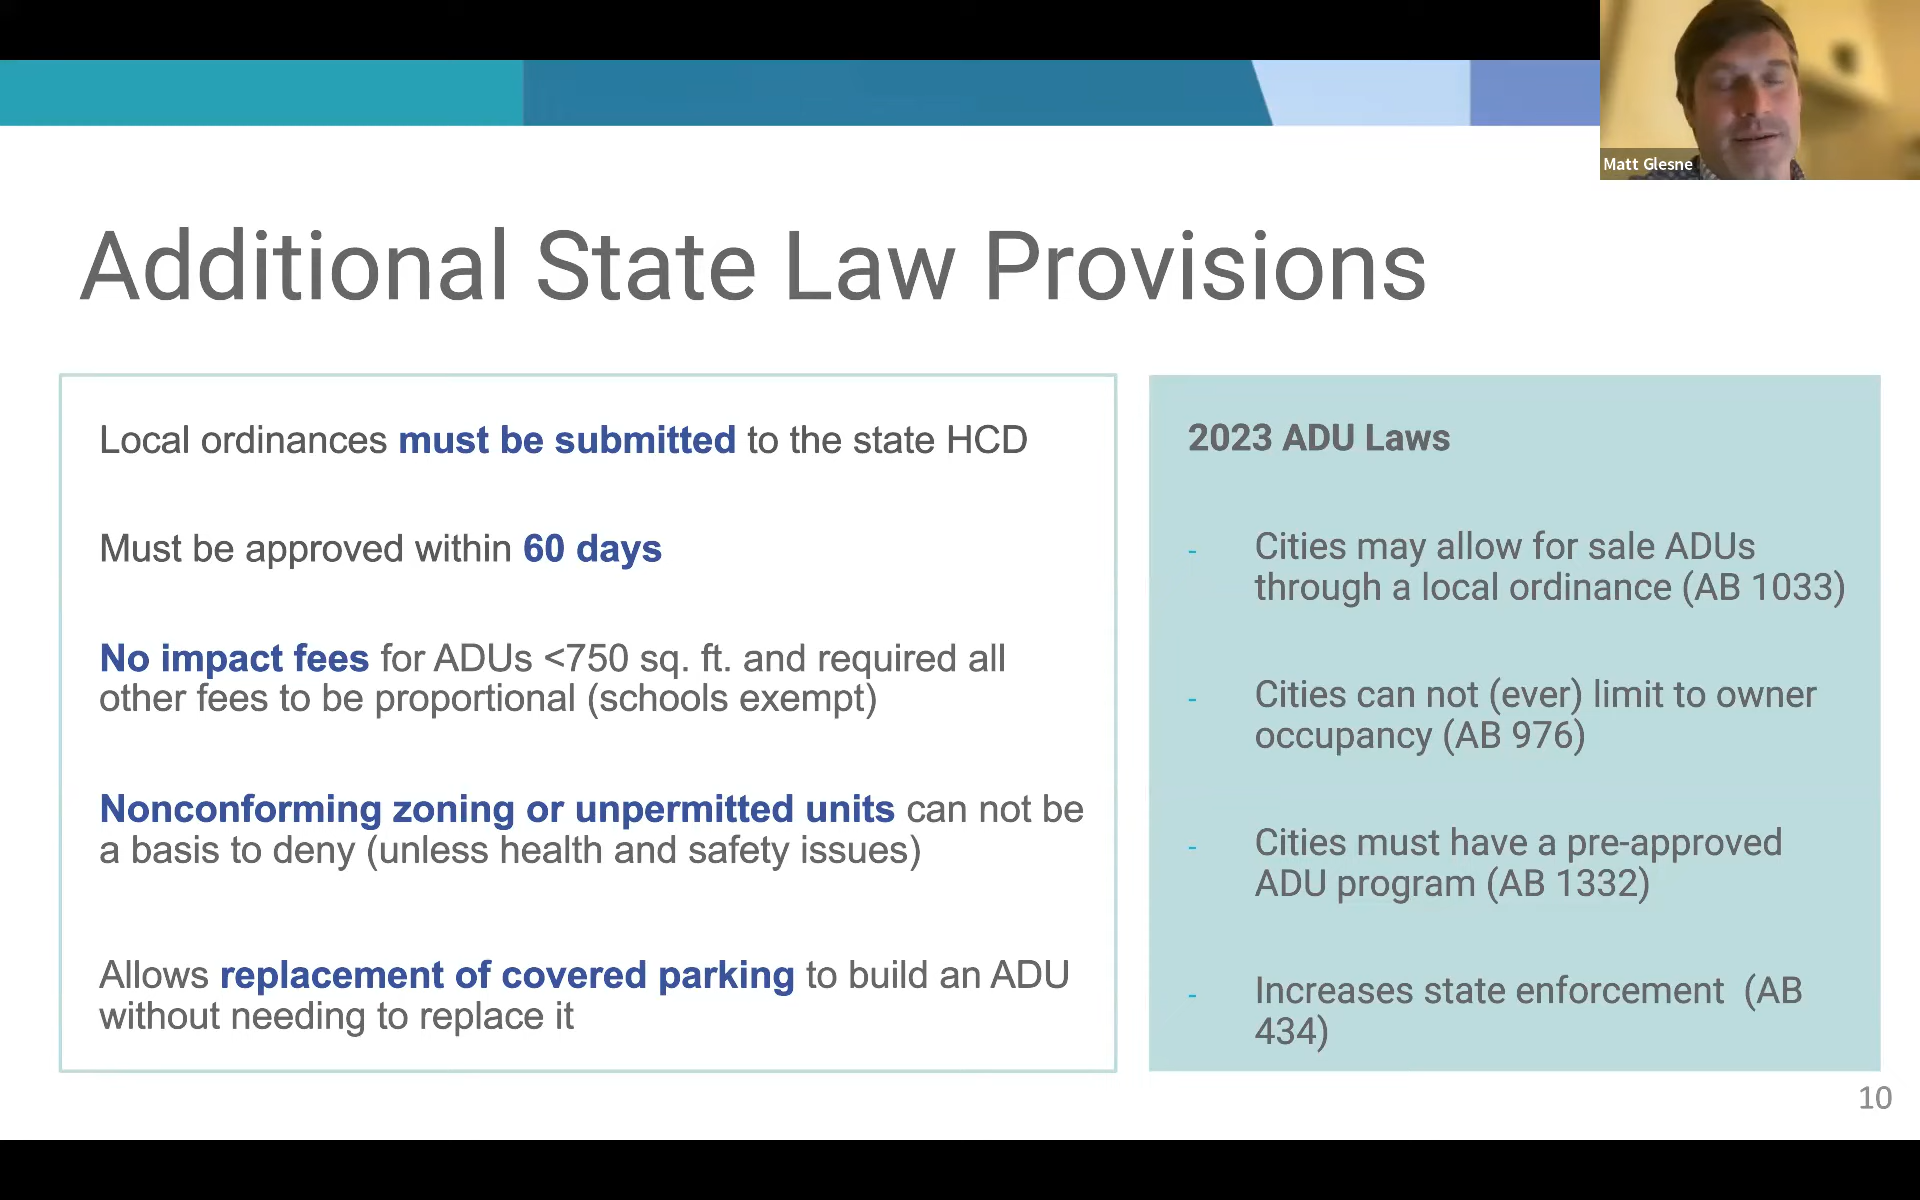 Matt Glesne
Additional State Law Provisions
Local ordinances must be submitted to the state HCD
Must be approved within 60 days
No impact fees for ADUs <750 sq. ft. and required all
other fees to be proportional (schools exempt)
Nonconforming zoning or unpermitted units can not be
a basis to deny (unless health and safety issues)
Allows replacement of covered parking to build an ADU
without needing to replace it
2023 ADU Laws
- Cities may allow for sale ADUs
through a local ordinance (AB 1033)
- Cities can not (ever) limit to owner
occupancy (AB 976)
- Cities must have a pre-approved
ADU program (AB 1332)
- Increases state enforcement (AB
434)
10